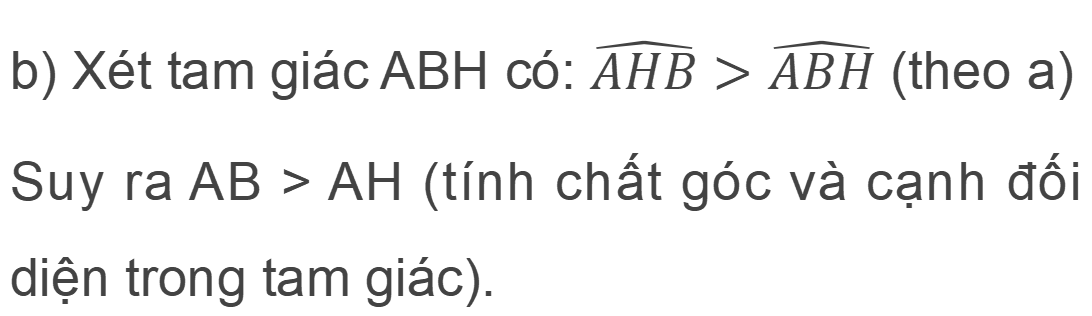 b) Xét tam giác ABH có: $\widehat{AHB} > \widehat{ABH}$ (theo a)
Suy ra AB > AH (tính chất góc và cạnh đối
diện trong tam giác).